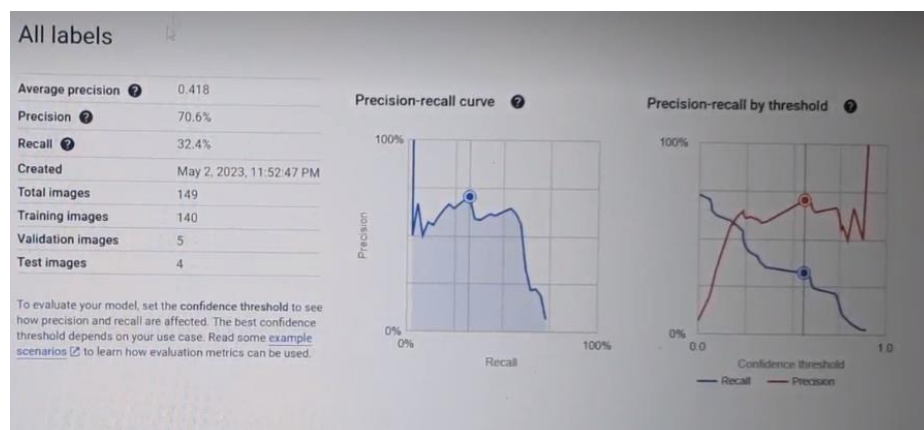 All labels
Average precision ? 0.418
Precision ? 70.6%
Recall ? 32.4%
Created May 2, 2023, 11:52:47 PM
Total images 149
Training images 140
Validation images 5
Test images 4
To evaluate your model, set the confidence threshold to see
how precision and recall are affected. The best confidence
threshold depends on your use case. Read some example
scenarios to learn how evaluation metrics can be used.
Precision-recall curve ?
100%
Precision
0%
0%
100%
Recall
Precision-recall by threshold ?
100%
0%
0.0
1.0
Confidence threshold
Recall Precision